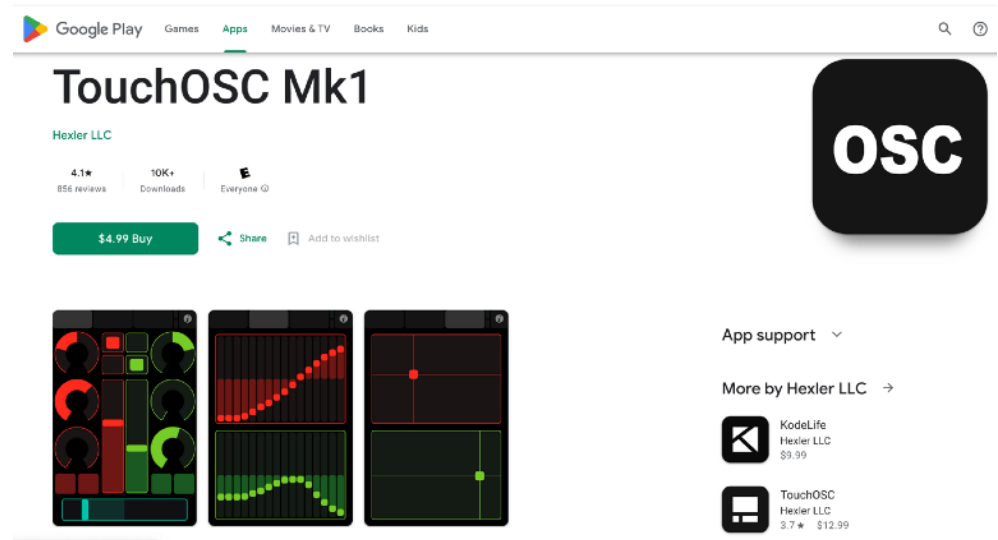 Google Play Games Apps Movies & TV Books Kids
TouchOSC Mk1
Hexler LLC
4.1★ 10K+ E
856 reviews Downloads Everyone
$4.99 Buy Share Add to wishlist
OSC
App support
More by Hexler LLC
KodeLife
Hexler LLC
$9.99
TouchOSC
Hexler LLC
3.7★ $12.99